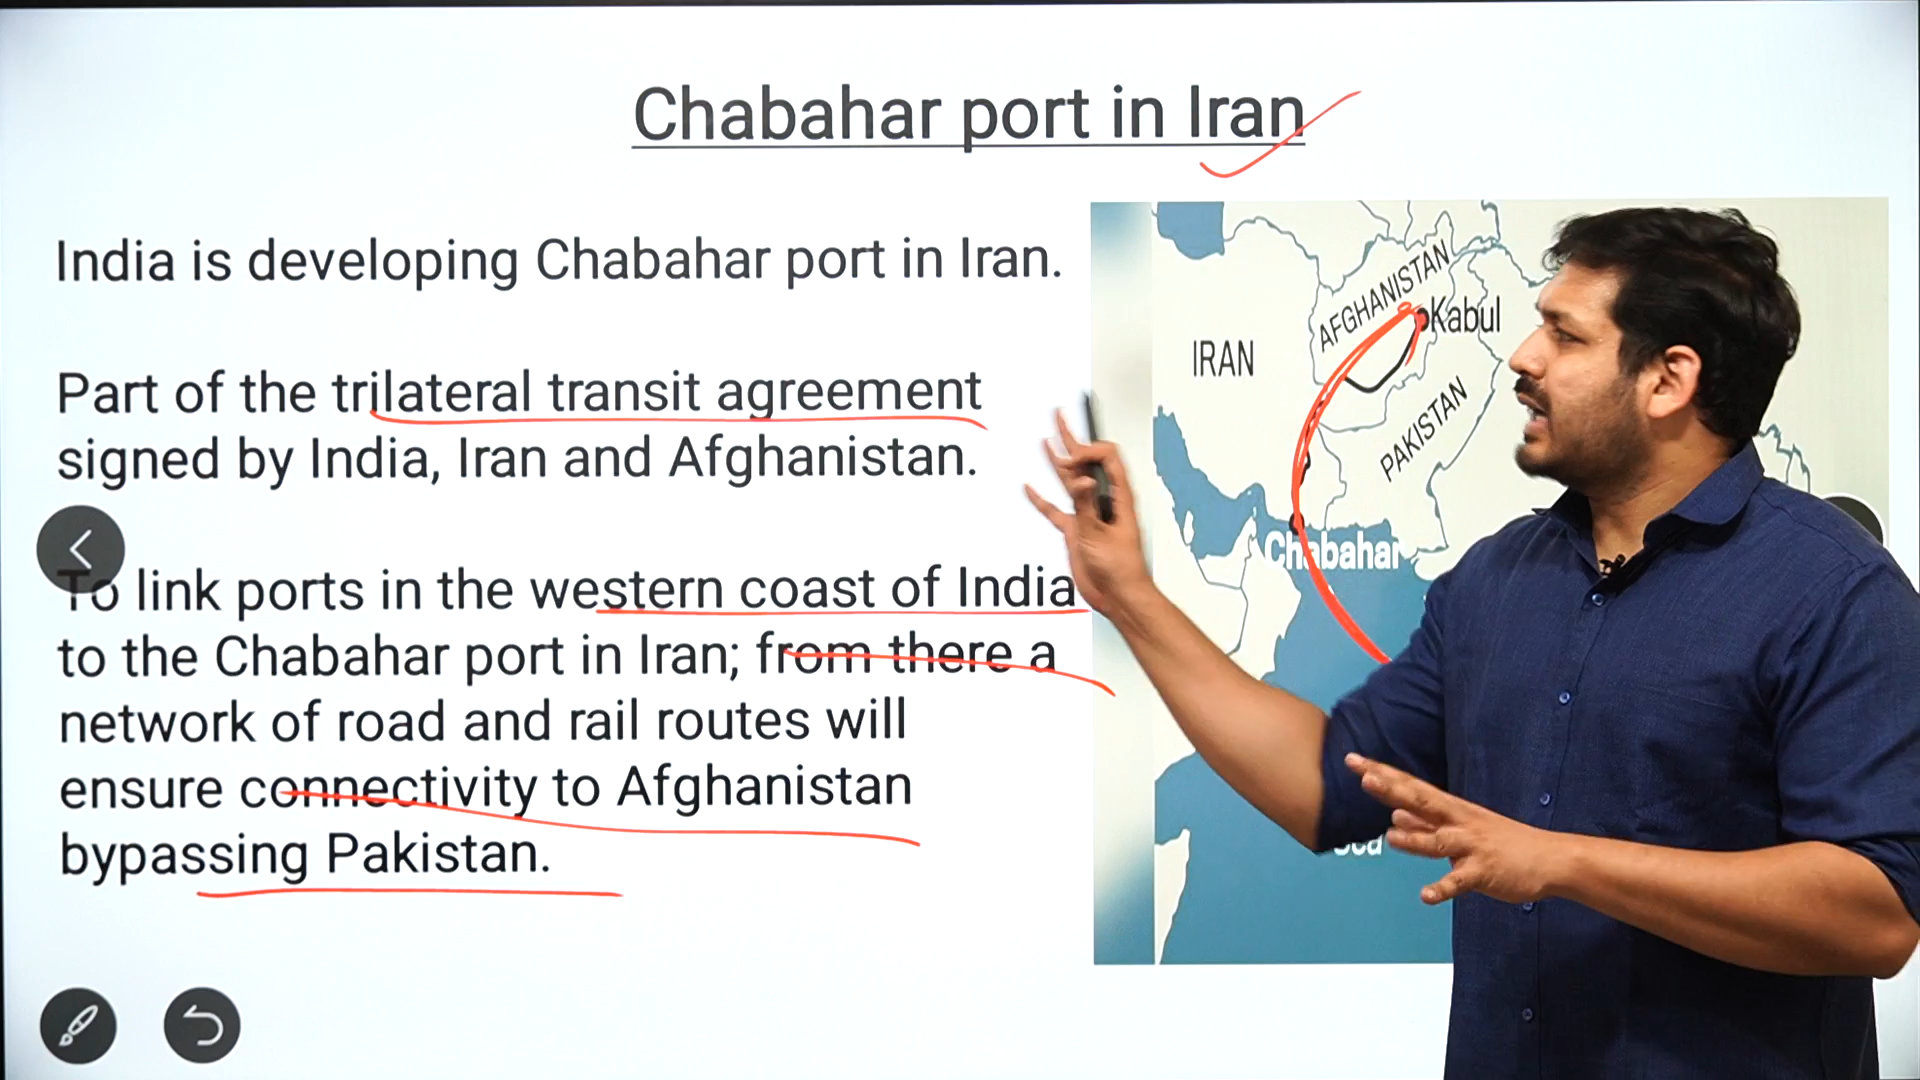 Chabahar port in Iran
India is developing Chabahar port in Iran.
Part of the trilateral transit agreement
signed by India, Iran and Afghanistan.
To link ports in the western coast of India
to the Chabahar port in Iran; from there a
network of road and rail routes will
ensure connectivity to Afghanistan
bypassing Pakistan.
AFGHANISTAN
Kabul
IRAN
PAKISTAN
Chabahar